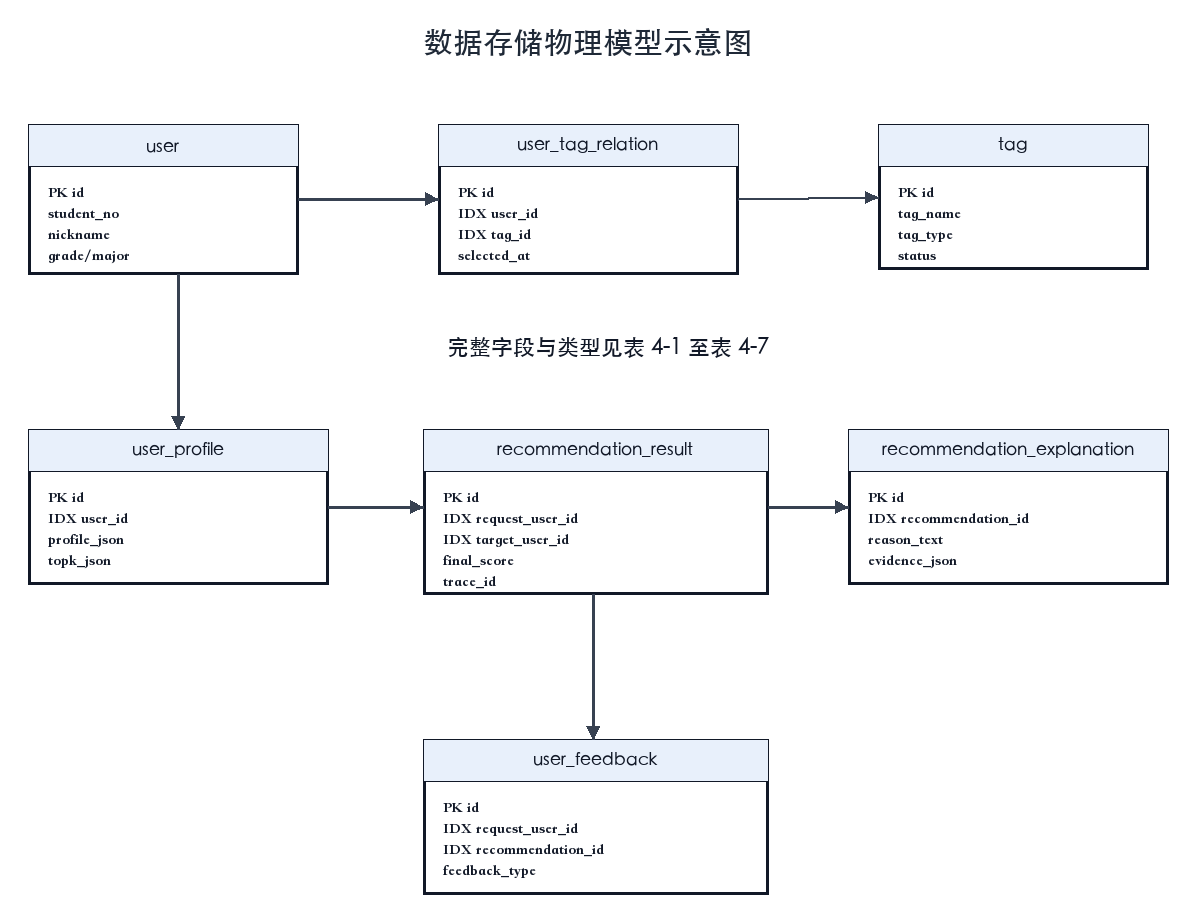 数据存储物理模型示意图
user
PK id
student_no
nickname
grade/major
user_tag_relation
PK id
IDX user_id
IDX tag_id
selected_at
tag
PK id
tag_name
tag_type
status
完整字段与类型见表 4-1 至表 4-7
user_profile
PK id
IDX user_id
profile_json
topk_json
recommendation_result
PK id
IDX request_user_id
IDX target_user_id
final_score
trace_id
recommendation_explanation
PK id
IDX recommendation_id
reason_text
evidence_json
user_feedback
PK id
IDX request_user_id
IDX recommendation_id
feedback_type